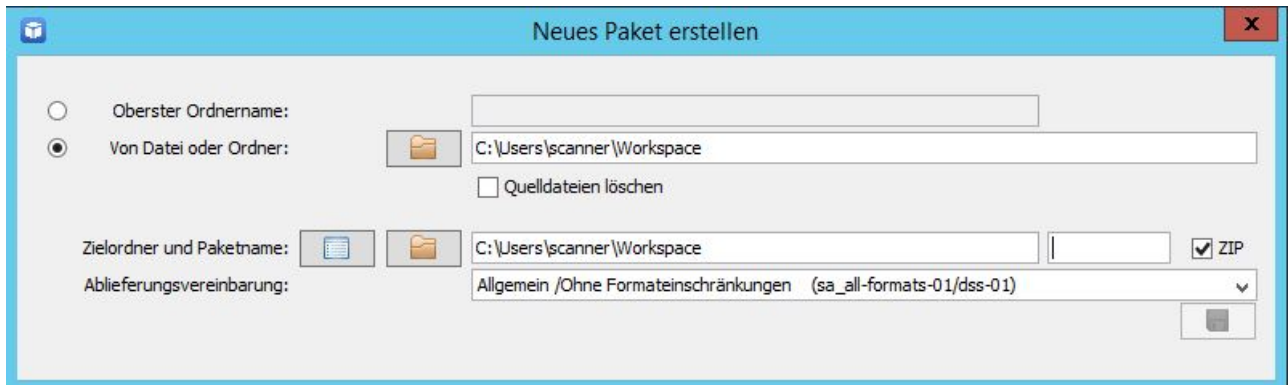 Neues Paket erstellen
x
Oberster Ordnername:
Von Datei oder Ordner: C:\Users\scanner\Workspace
Quelldateien löschen
Zielordner und Paketname: C:\Users\scanner\Workspace ZIP
Ablieferungsvereinbarung: Allgemein /Ohne Formateinschränkungen (sa_all-formats-01/dss-01)